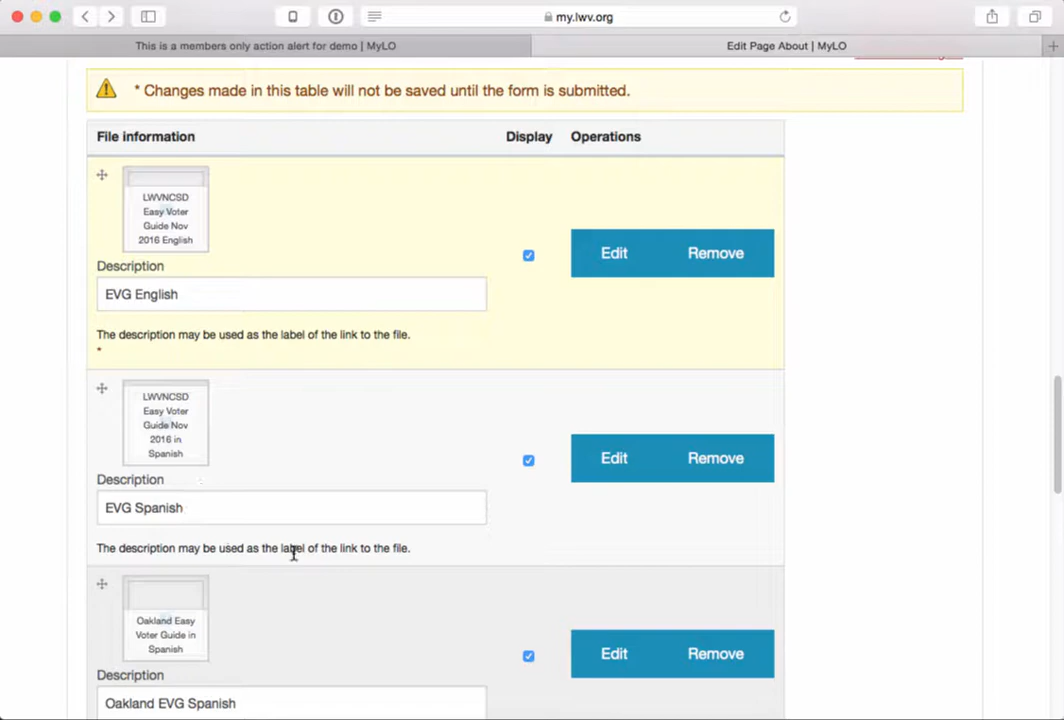 my.lwv.org
This is a members only action alert for demo | MyLO
Edit Page About | MyLO
* Changes made in this table will not be saved until the form is submitted.
File information Display Operations
LWVNCSD
Easy Voter
Guide Nov
2016 English
Edit Remove
Description
EVG English
The description may be used as the label of the link to the file.
*
LWVNCSD
Easy Voter
Guide Nov
2016 in
Spanish
Edit Remove
Description
EVG Spanish
The description may be used as the label of the link to the file.
Oakland Easy
Voter Guide in
Spanish
Edit Remove
Description
Oakland EVG Spanish